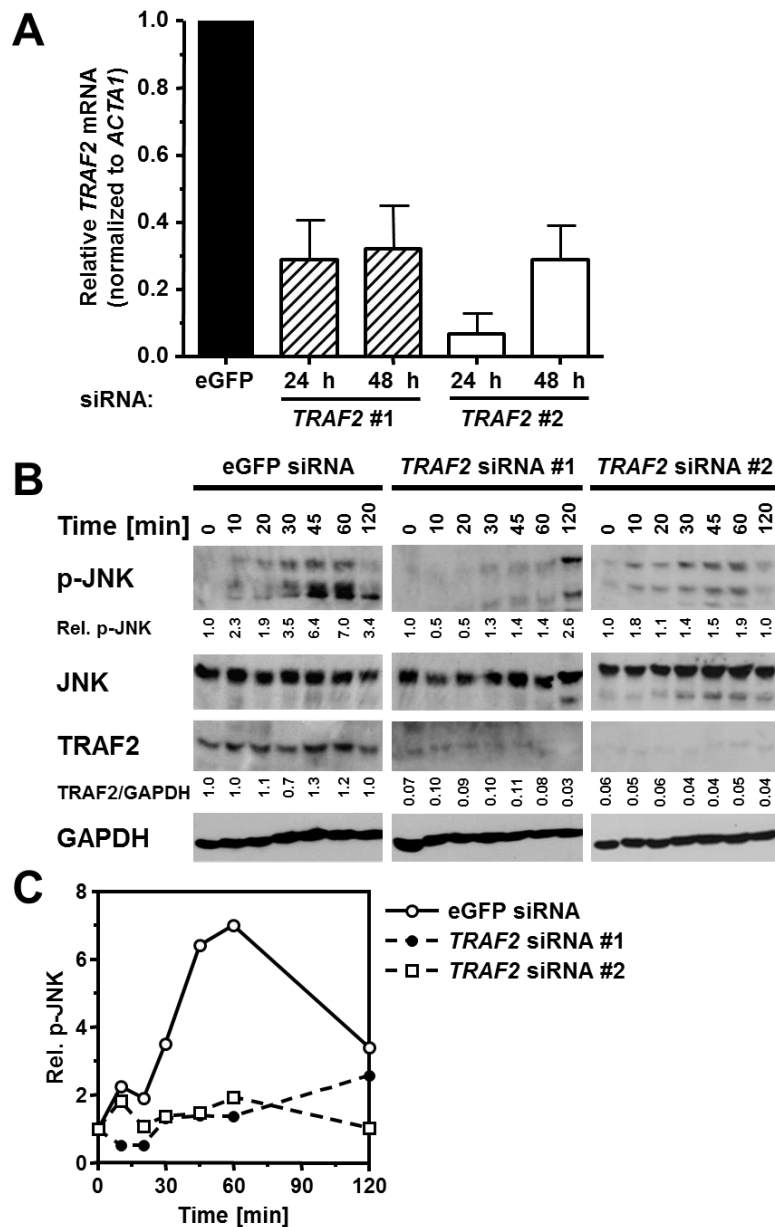 A
Relative TRAF2 mRNA
(normalized to ACTA1)
1.0
0.8
0.6
0.4
0.2
0.0
eGFP 24 h 48 h 24 h 48 h
siRNA: TRAF2 #1 TRAF2 #2
B
eGFP siRNA TRAF2 siRNA #1 TRAF2 siRNA #2
Time [min] 0 10 20 30 45 60 120 0 10 20 30 45 60 120 0 10 20 30 45 60 120
p-JNK
Rel. p-JNK 1.0 2.3 1.9 3.5 6.4 7.0 3.4 1.0 0.5 0.5 1.3 1.4 1.4 2.6 1.0 1.8 1.1 1.4 1.5 1.9 1.0
JNK
TRAF2
TRAF2/GAPDH 1.0 1.0 1.1 0.7 1.3 1.2 1.0 0.07 0.10 0.09 0.10 0.11 0.08 0.03 0.06 0.05 0.06 0.04 0.04 0.05 0.04
GAPDH
C
Rel. p-JNK
8
6
4
2
0
0 30 60 90 120
Time [min]
eGFP siRNA
TRAF2 siRNA #1
TRAF2 siRNA #2